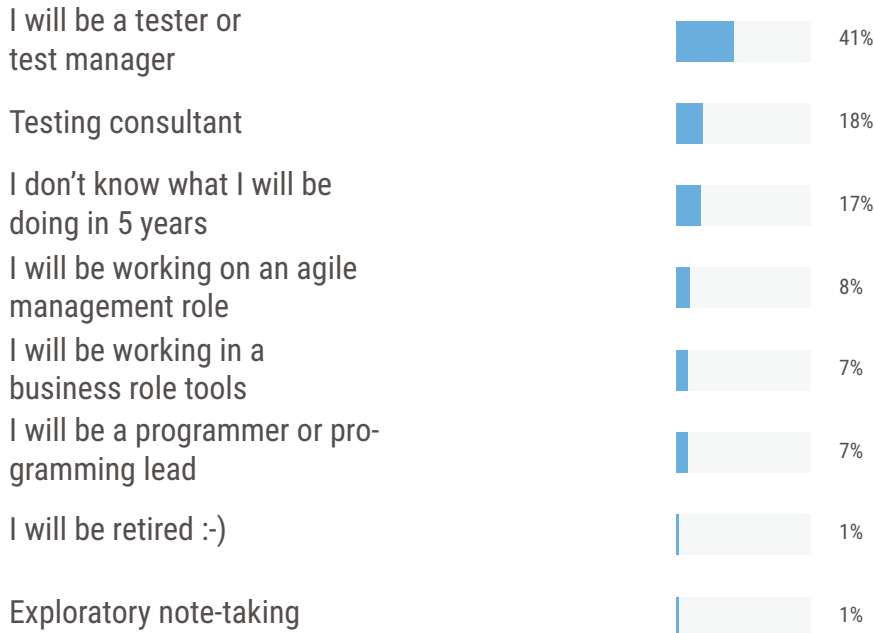 I will be a tester or
test manager
41%
Testing consultant
18%
I don’t know what I will be
doing in 5 years
17%
I will be working on an agile
management role
8%
I will be working in a
business role tools
7%
I will be a programmer or pro-
gramming lead
7%
I will be retired :-)
1%
Exploratory note-taking
1%